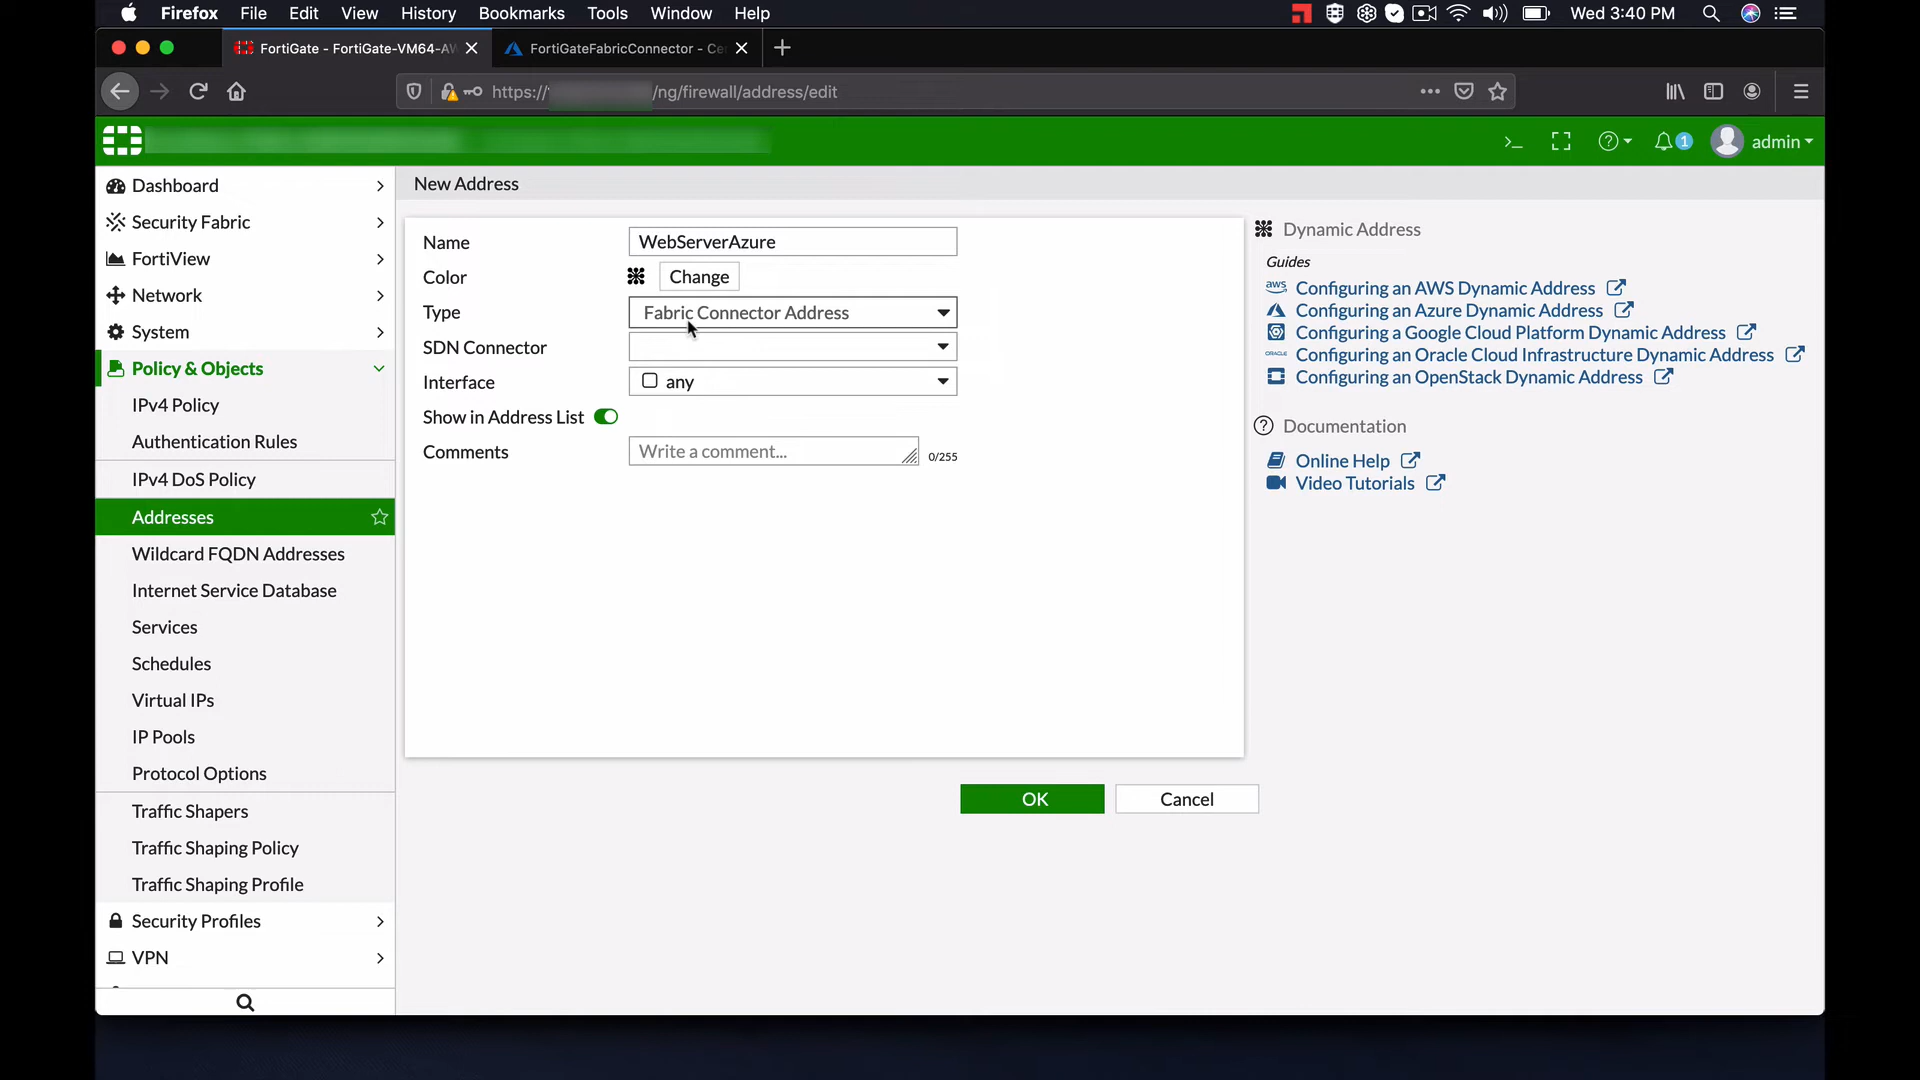 Firefox File Edit View History Bookmarks Tools Window Help Wed 3:40 PM
FortiGate - FortiGate-VM64-AW
FortiGateFabricConnector - Ce
https:// /ng/firewall/address/edit
1 admin
Dashboard
Security Fabric
FortiView
Network
System
Policy & Objects
IPv4 Policy
Authentication Rules
IPv4 DoS Policy
Addresses
Wildcard FQDN Addresses
Internet Service Database
Services
Schedules
Virtual IPs
IP Pools
Protocol Options
Traffic Shapers
Traffic Shaping Policy
Traffic Shaping Profile
Security Profiles
VPN
New Address
Name WebServerAzure
Color Change
Type Fabric Connector Address
SDN Connector
Interface any
Show in Address List
Comments Write a comment... 0/255
OK Cancel
Dynamic Address
Guides
aws Configuring an AWS Dynamic Address
Configuring an Azure Dynamic Address
Configuring a Google Cloud Platform Dynamic Address
ORACLE Configuring an Oracle Cloud Infrastructure Dynamic Address
Configuring an OpenStack Dynamic Address
Documentation
Online Help
Video Tutorials